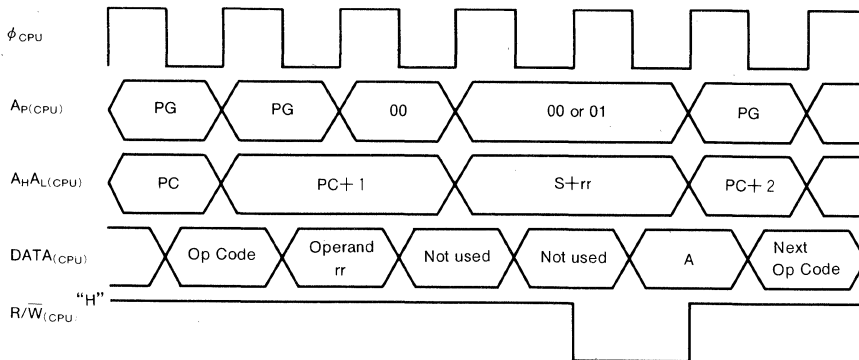 φCPU
AP(CPU) PG PG 00 00 or 01 PG
AHAL(CPU) PC PC+1 S+rr PC+2
DATA(CPU) Op Code Operand rr Not used Not used A Next Op Code
"H"
R/W̅(CPU)